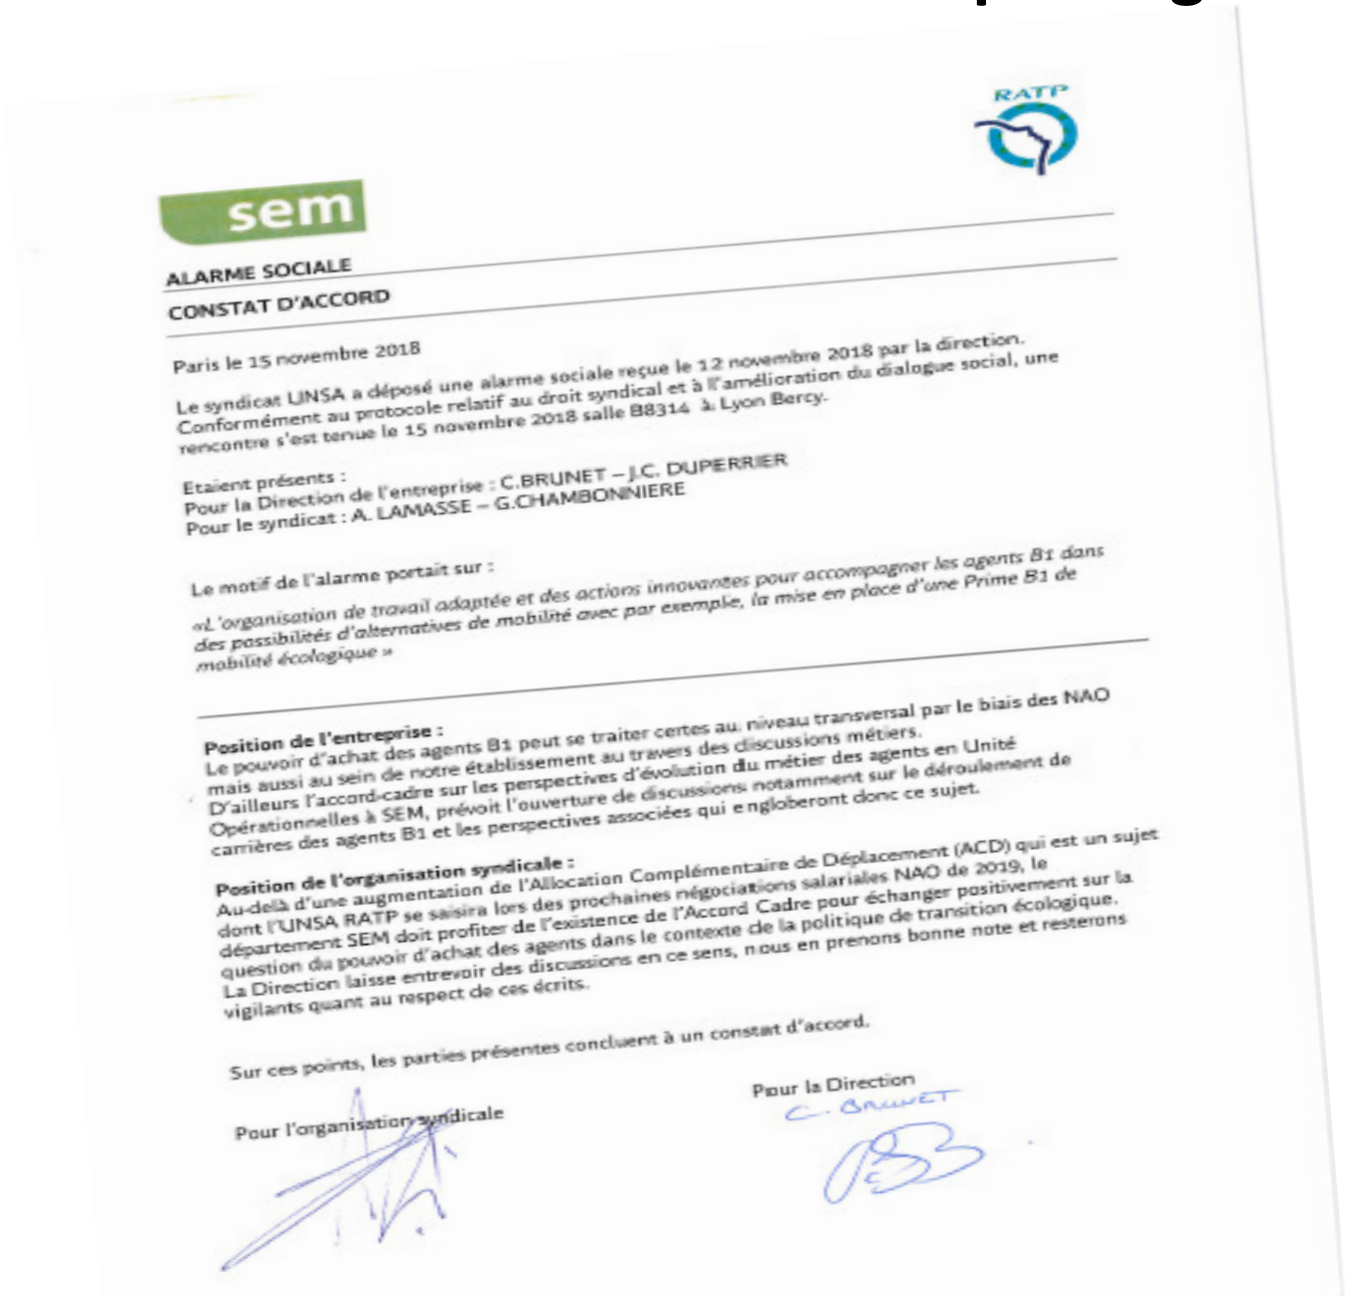 RATP
sem
ALARME SOCIALE
CONSTAT D'ACCORD
Paris le 15 novembre 2018
Le syndicat UNSA a déposé une alarme sociale reçue le 12 novembre 2018 par la direction.
Conformément au protocole relatif au droit syndical et à l'amélioration du dialogue social, une
rencontre s'est tenue le 15 novembre 2018 salle B8314 à Lyon Bercy.
Etaient présents :
Pour la Direction de l'entreprise : C.BRUNET – J.C. DUPERRIER
Pour le syndicat : A. LAMASSE – G.CHAMBONNIERE
Le motif de l'alarme portait sur :
«L'organisation de travail adaptée et des actions innovantes pour accompagner les agents B1 dans
des possibilités d'alternatives de mobilité avec par exemple, la mise en place d'une Prime B1 de
mobilité écologique »
Position de l'entreprise :
Le pouvoir d'achat des agents B1 peut se traiter certes au niveau transversal par le biais des NAO
mais aussi au sein de notre établissement au travers des discussions métiers.
D'ailleurs l'accord-cadre sur les perspectives d'évolution du métier des agents en Unité
Opérationnelles à SEM, prévoit l'ouverture de discussions notamment sur le déroulement de
carrières des agents B1 et les perspectives associées qui engloberont donc ce sujet.
Position de l'organisation syndicale :
Au-delà d'une augmentation de l'Allocation Complémentaire de Déplacement (ACD) qui est un sujet
dont l'UNSA RATP se saisira lors des prochaines négociations salariales NAO de 2019, le
département SEM doit profiter de l'existence de l'Accord Cadre pour échanger positivement sur la
question du pouvoir d'achat des agents dans le contexte de la politique de transition écologique.
La Direction laisse entrevoir des discussions en ce sens, nous en prenons bonne note et resterons
vigilants quant au respect de ces écrits.
Sur ces points, les parties présentes concluent à un constat d'accord.
Pour l'organisation syndicale
Pour la Direction
C. BRUNET